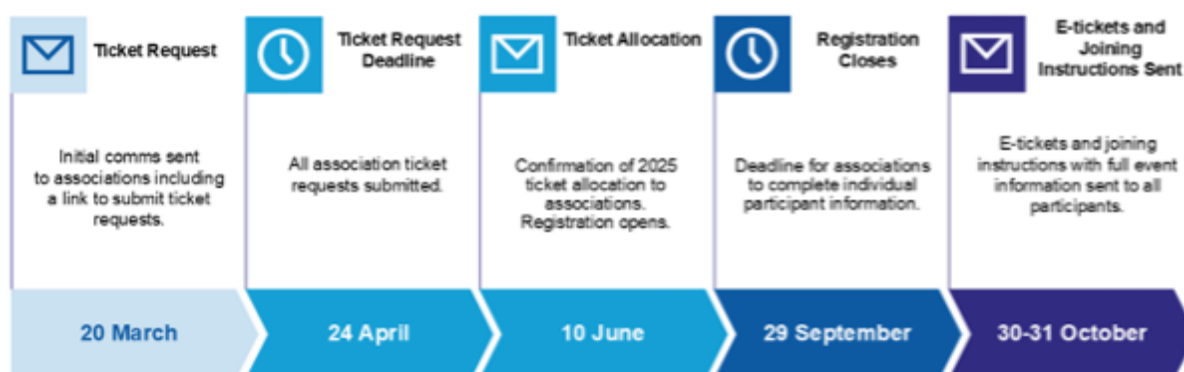 Ticket Request
Initial comms sent
to associations including
a link to submit ticket
requests.
20 March
Ticket Request
Deadline
All association ticket
requests submitted.
24 April
Ticket Allocation
Confirmation of 2025
ticket allocation to
associations.
Registration opens.
10 June
Registration
Closes
Deadline for associations
to complete individual
participant information.
29 September
E-tickets and
Joining
Instructions Sent
E-tickets and joining
instructions with full event
information sent to all
participants.
30-31 October